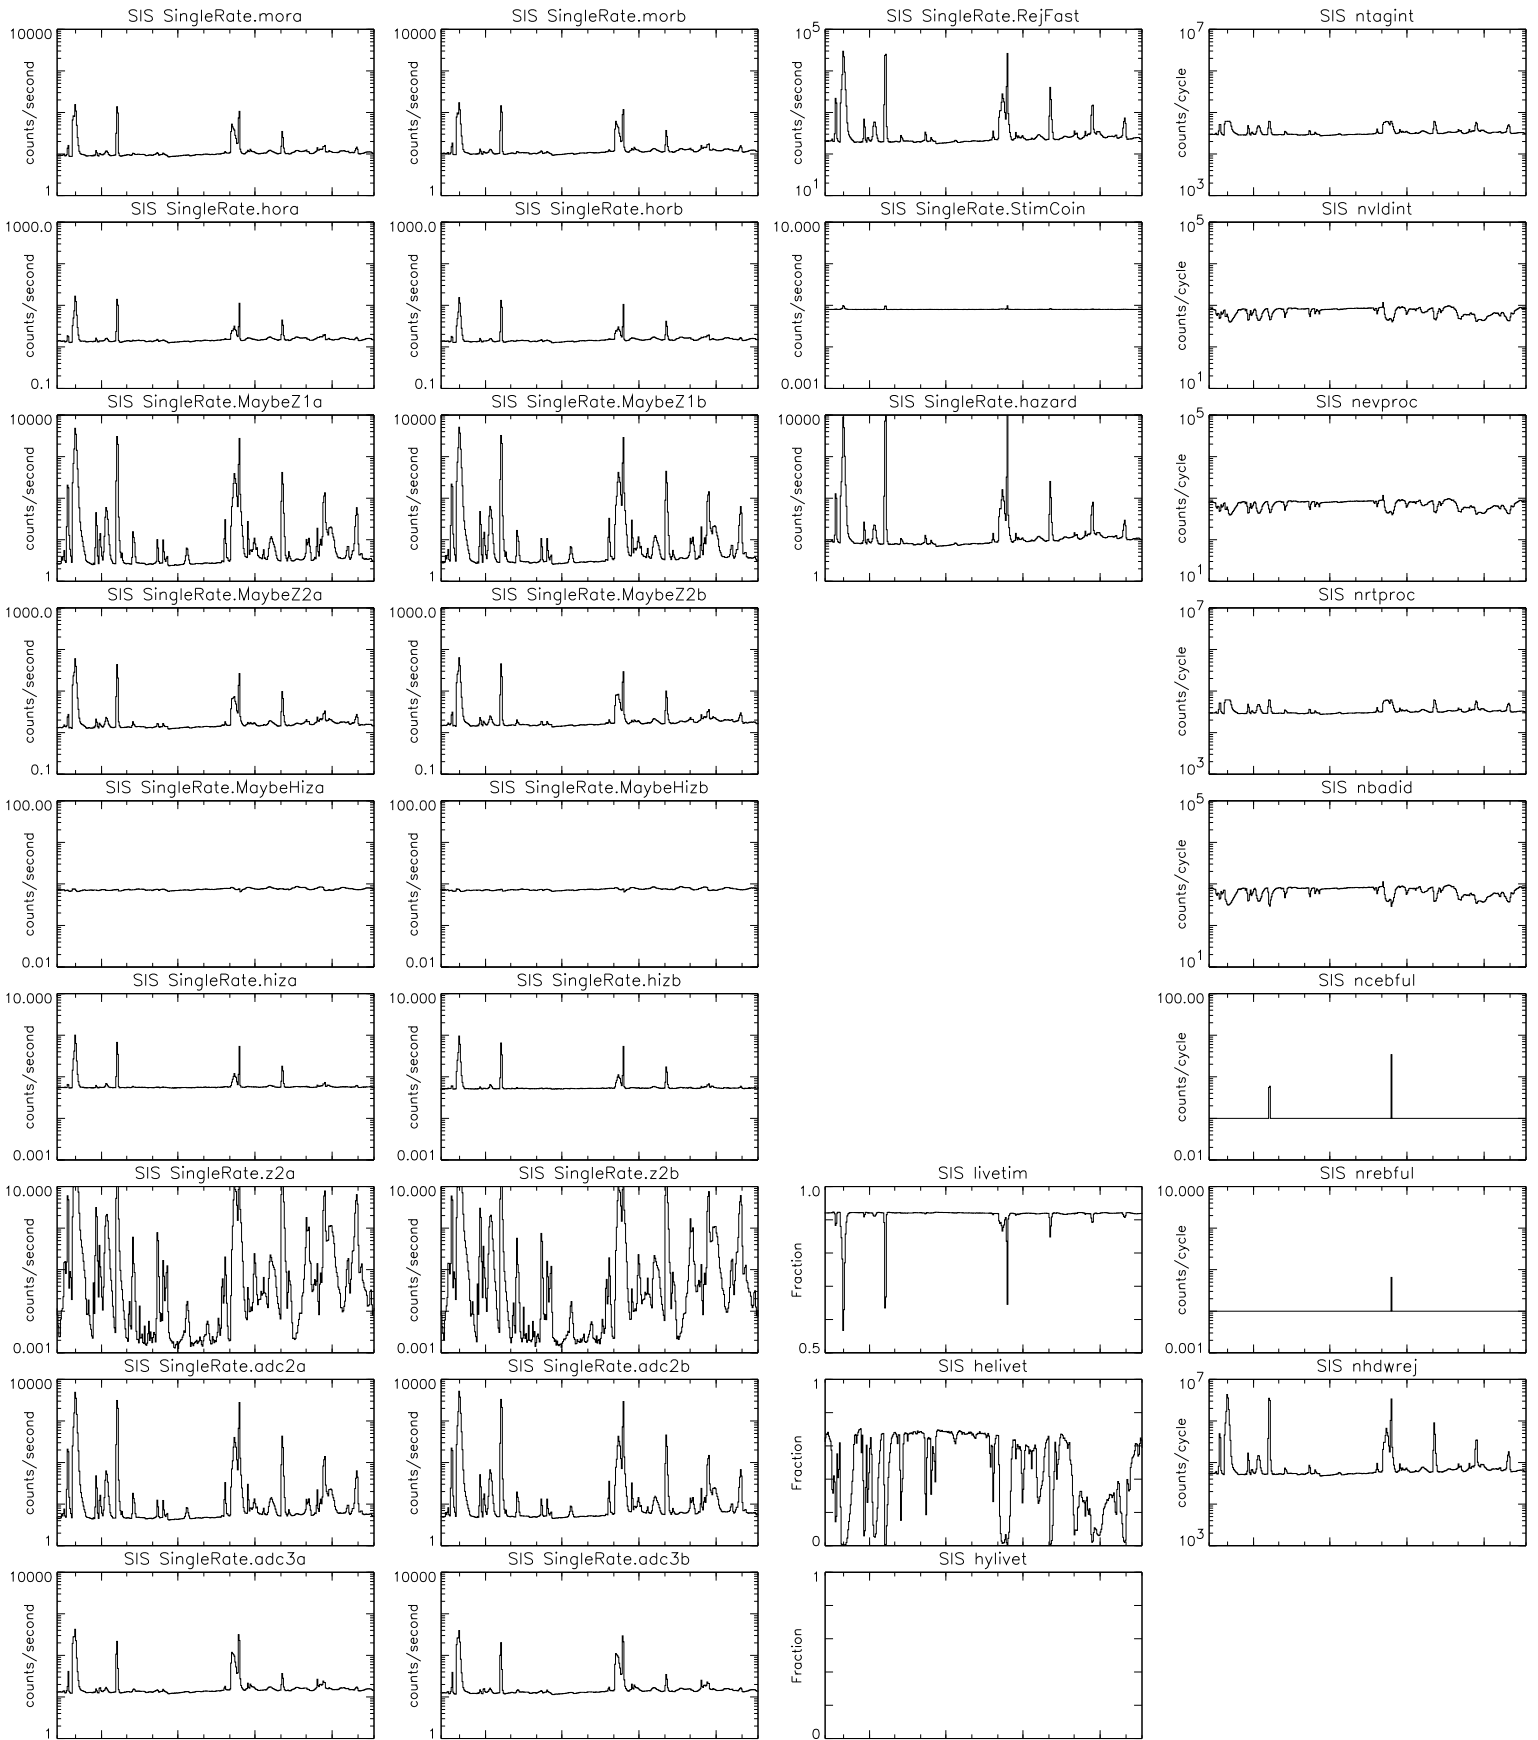 SIS SingleRate.mora
10000
counts/second
1
SIS SingleRate.morb
10000
counts/second
1
SIS SingleRate.RejFast
10^5
counts/second
10^1
SIS ntagint
10^7
counts/cycle
10^3
SIS SingleRate.hora
1000.0
counts/second
0.1
SIS SingleRate.horb
1000.0
counts/second
0.1
SIS SingleRate.StimCoin
10.000
counts/second
0.001
SIS nvldint
10^5
counts/cycle
10^1
SIS SingleRate.MaybeZ1a
10000
counts/second
1
SIS SingleRate.MaybeZ1b
10000
counts/second
1
SIS SingleRate.hazard
10000
counts/second
1
SIS nevproc
10^5
counts/cycle
10^1
SIS SingleRate.MaybeZ2a
1000.0
counts/second
0.1
SIS SingleRate.MaybeZ2b
1000.0
counts/second
0.1
SIS nrtproc
10^7
counts/cycle
10^3
SIS SingleRate.MaybeHiza
100.00
counts/second
0.01
SIS SingleRate.MaybeHizb
100.00
counts/second
0.01
SIS nbadid
10^5
counts/cycle
10^1
SIS SingleRate.hiza
10.000
counts/second
0.001
SIS SingleRate.hizb
10.000
counts/second
0.001
SIS ncebful
100.00
counts/cycle
0.01
SIS SingleRate.z2a
10.000
counts/second
0.001
SIS SingleRate.z2b
10.000
counts/second
0.001
SIS livetim
1.0
Fraction
0.5
SIS nrebful
10.000
counts/cycle
0.001
SIS SingleRate.adc2a
10000
counts/second
1
SIS SingleRate.adc2b
10000
counts/second
1
SIS helivet
1
Fraction
0
SIS nhdwrej
10^7
counts/cycle
10^3
SIS SingleRate.adc3a
10000
counts/second
1
SIS SingleRate.adc3b
10000
counts/second
1
SIS hylivet
1
Fraction
0